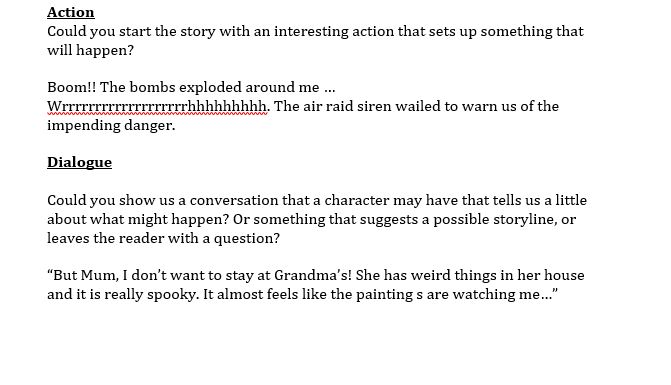 Action
Could you start the story with an interesting action that sets up something that
will happen?
Boom!! The bombs exploded around me …
Wrrrrrrrrrrrrrrrrrrrhhhhhhhhh. The air raid siren wailed to warn us of the
impending danger.
Dialogue
Could you show us a conversation that a character may have that tells us a little
about what might happen? Or something that suggests a possible storyline, or
leaves the reader with a question?
“But Mum, I don’t want to stay at Grandma’s! She has weird things in her house
and it is really spooky. It almost feels like the painting s are watching me…”